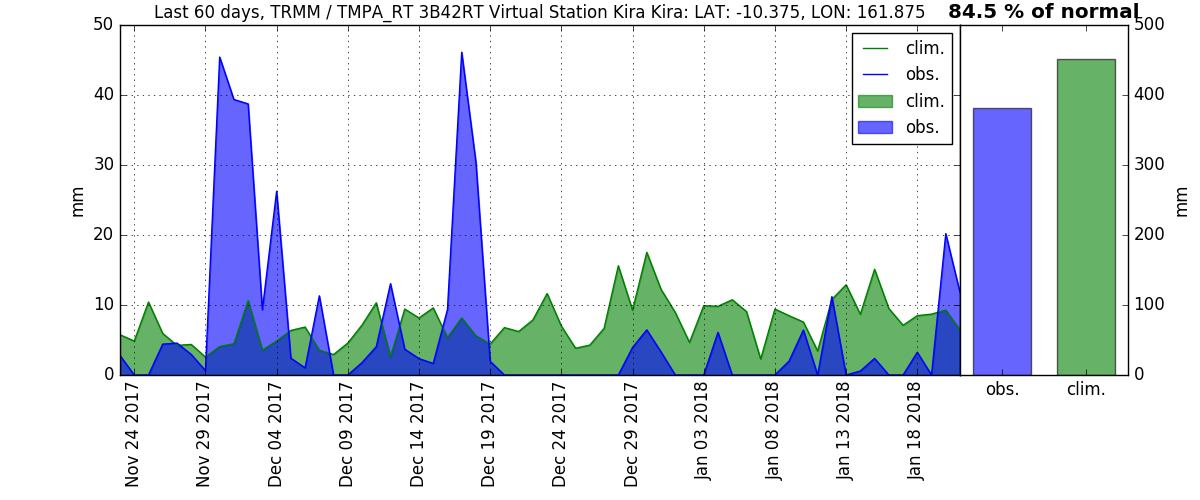 Last 60 days, TRMM / TMPA_RT 3B42RT Virtual Station Kira Kira: LAT: -10.375, LON: 161.875
84.5 % of normal
50
40
30
20
10
0
mm
clim.
obs.
clim.
obs.
500
400
300
200
100
0
mm
Nov 24 2017
Nov 29 2017
Dec 04 2017
Dec 09 2017
Dec 14 2017
Dec 19 2017
Dec 24 2017
Dec 29 2017
Jan 03 2018
Jan 08 2018
Jan 13 2018
Jan 18 2018
obs.
clim.